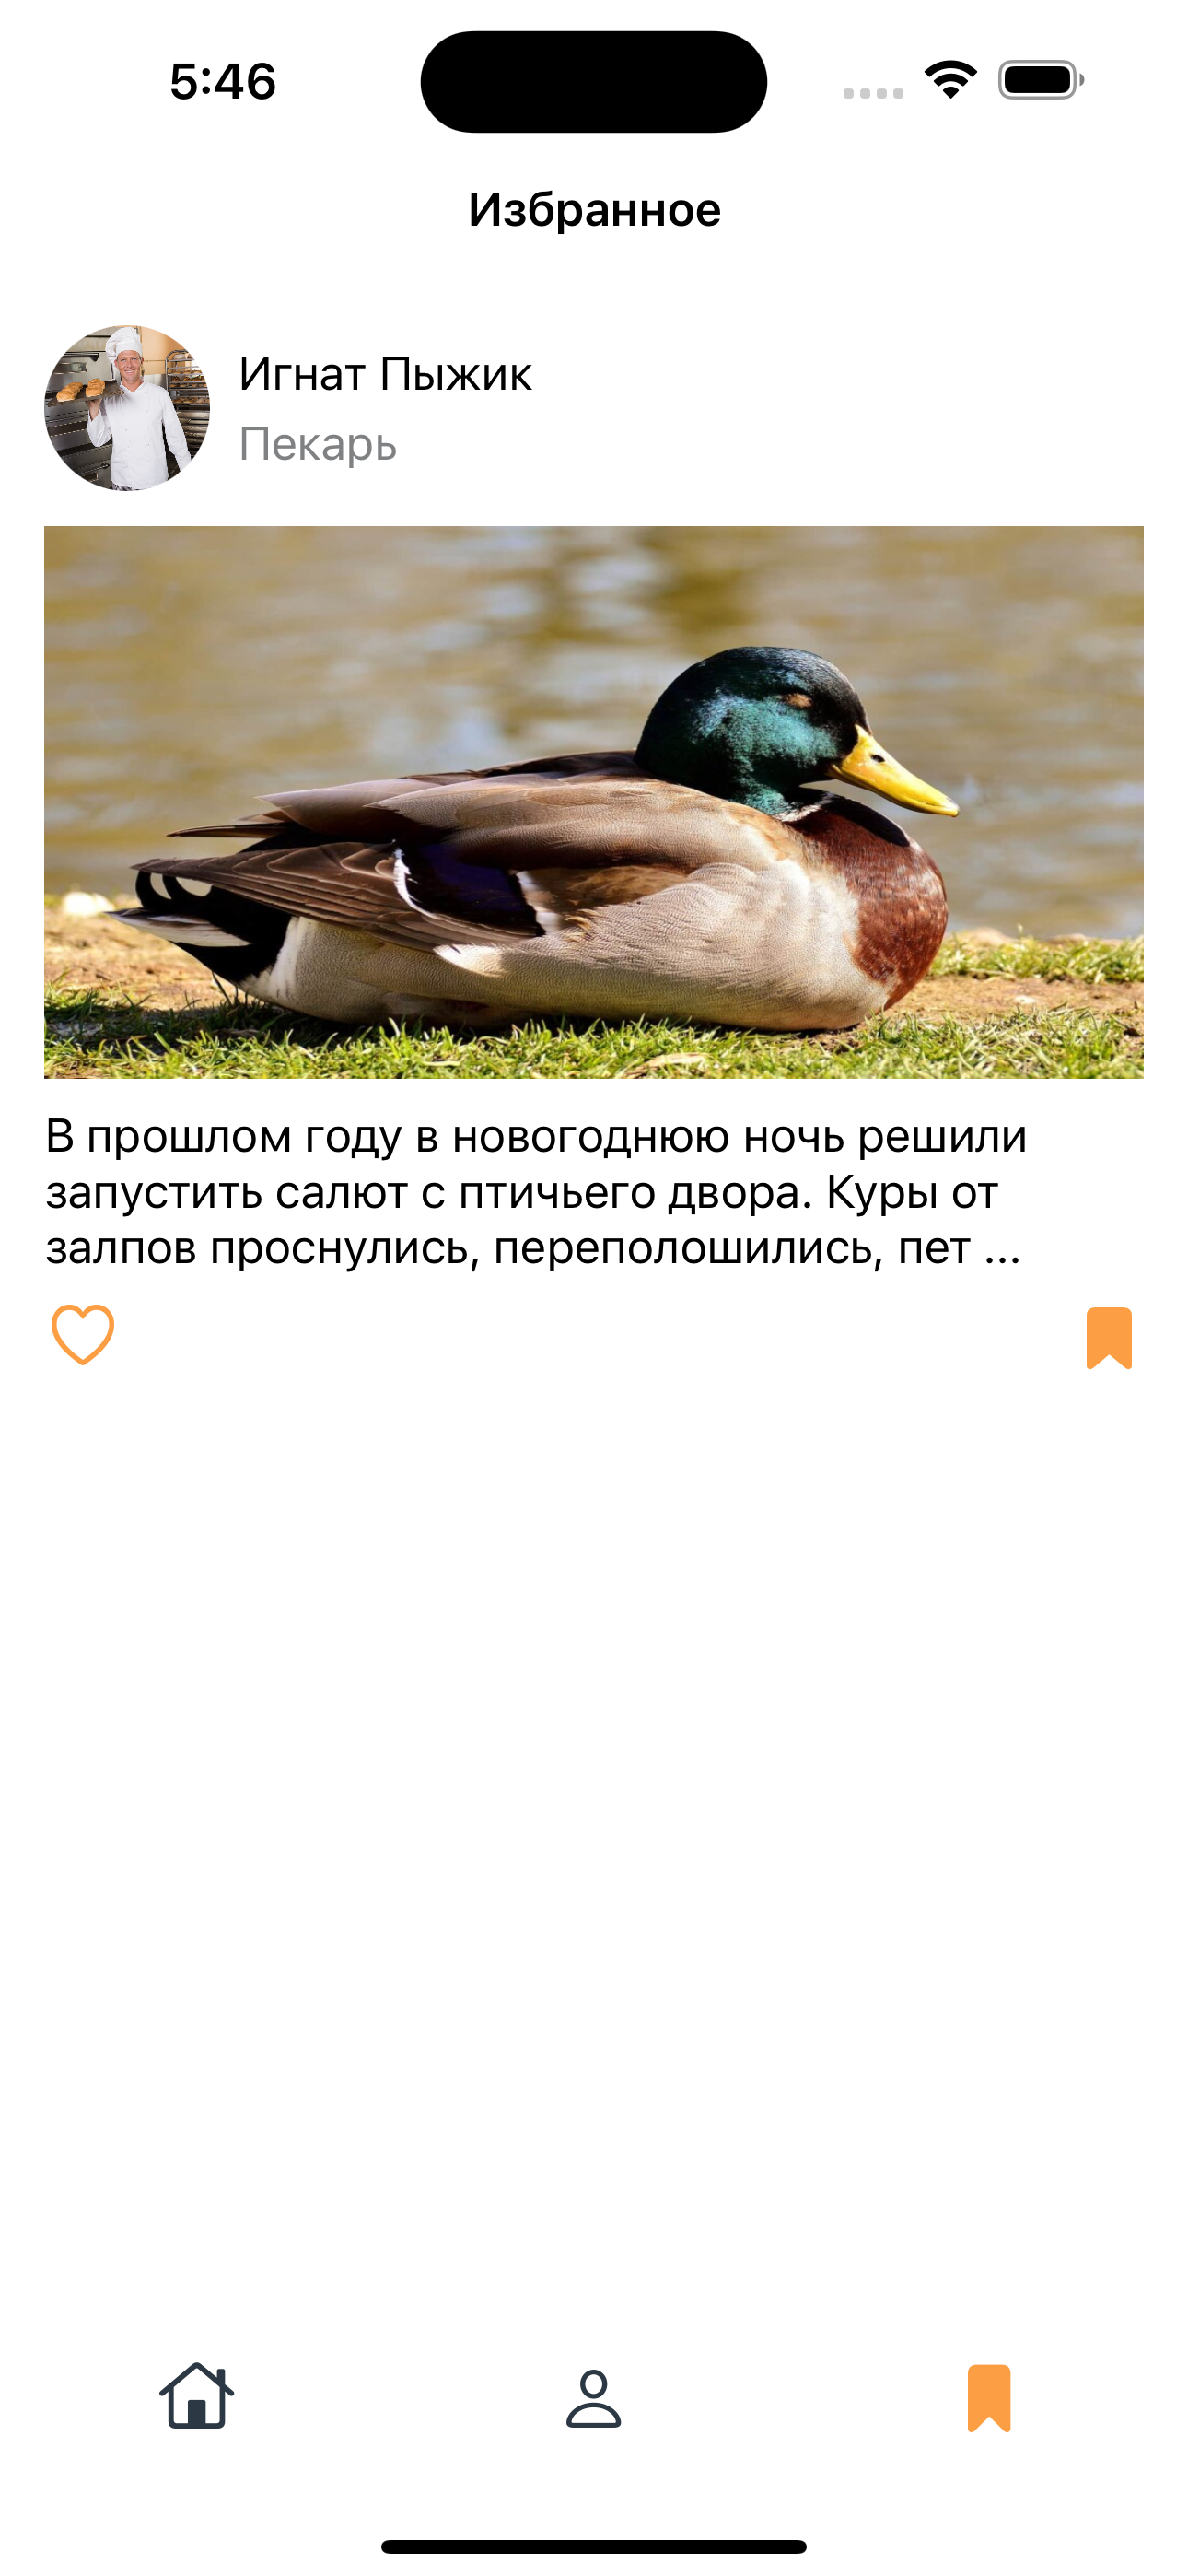 5:46
Избранное
Игнат Пыжик
Пекарь
В прошлом году в новогоднюю ночь решили
запустить салют с птичьего двора. Куры от
залпов проснулись, переполошились, пет ...